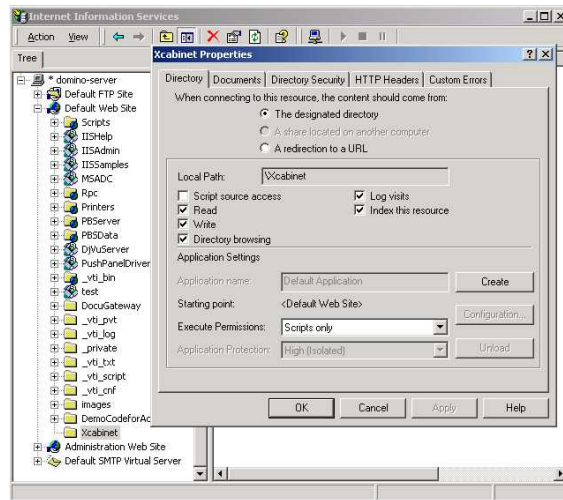 Internet Information Services
Action View
Tree
* domino-server
Default FTP Site
Default Web Site
Scripts
IISHelp
IISAdmin
IISSamples
MSADC
Rpc
Printers
PBServer
PBSData
DjVuServer
PushPanelDriver
_vti_bin
test
DocuGateway
_vti_pvt
_vti_log
_private
_vti_txt
_vti_script
_vti_cnf
images
DemoCodeforAc
Xcabinet
Administration Web Site
Default SMTP Virtual Server
Xcabinet Properties
Directory Documents Directory Security HTTP Headers Custom Errors
When connecting to this resource, the content should come from:
The designated directory
A share located on another computer
A redirection to a URL
Local Path: \Xcabinet
Script source access Log visits
Read Index this resource
Write
Directory browsing
Application Settings
Application name: Default Application Create
Starting point: <Default Web Site> Configuration...
Execute Permissions: Scripts only
Application Protection: High (Isolated) Unload
OK Cancel Apply Help